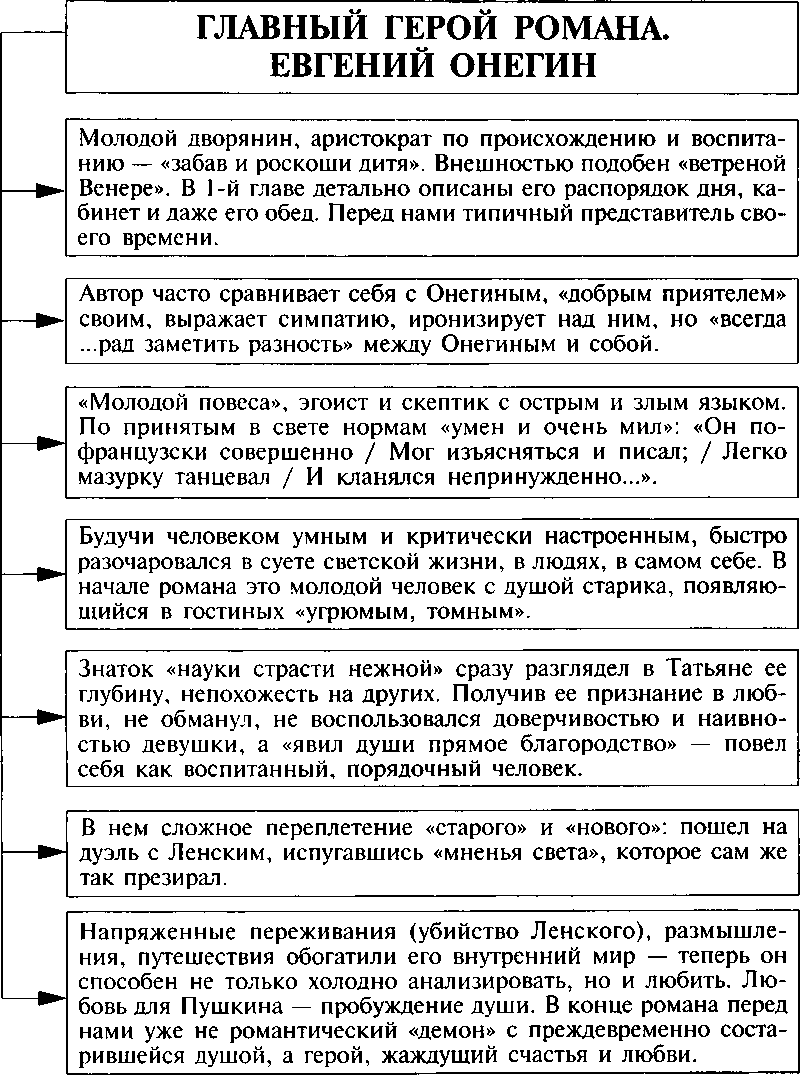 ГЛАВНЫЙ ГЕРОЙ РОМАНА.
ЕВГЕНИЙ ОНЕГИН
Молодой дворянин, аристократ по происхождению и воспита-
нию — «забав и роскоши дитя». Внешностью подобен «ветреной
Венере». В 1-й главе детально описаны его распорядок дня, ка-
бинет и даже его обед. Перед нами типичный представитель сво-
его времени.
Автор часто сравнивает себя с Онегиным, «добрым приятелем»
своим, выражает симпатию, иронизирует над ним, но «всегда
...рад заметить разность» между Онегиным и собой.
«Молодой повеса», эгоист и скептик с острым и злым языком.
По принятым в свете нормам «умен и очень мил»: «Он по-
французски совершенно / Мог изъясняться и писал; / Легко
мазурку танцевал / И кланялся непринужденно...».
Будучи человеком умным и критически настроенным, быстро
разочаровался в суете светской жизни, в людях, в самом себе. В
начале романа это молодой человек с душой старика, появляю-
щийся в гостиных «угрюмым, томным».
Знаток «науки страсти нежной» сразу разглядел в Татьяне ее
глубину, непохожесть на других. Получив ее признание в люб-
ви, не обманул, не воспользовался доверчивостью и наивно-
стью девушки, а «явил души прямое благородство» — повел
себя как воспитанный, порядочный человек.
В нем сложное переплетение «старого» и «нового»: пошел на
дуэль с Ленским, испугавшись «мненья света», которое сам же
так презирал.
Напряженные переживания (убийство Ленского), размышле-
ния, путешествия обогатили его внутренний мир — теперь он
способен не только холодно анализировать, но и любить. Лю-
бовь для Пушкина — пробуждение души. В конце романа перед
нами уже не романтический «демон» с преждевременно соста-
рившейся душой, а герой, жаждущий счастья и любви.